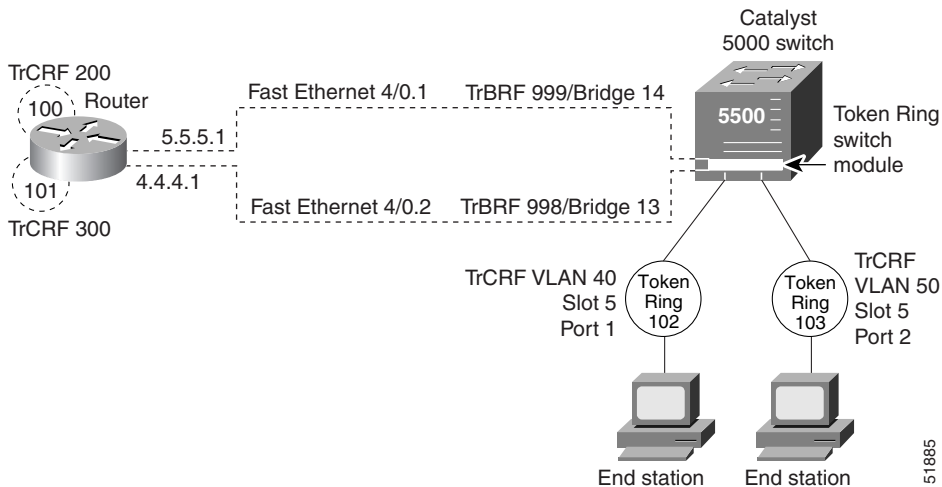 Catalyst
5000 switch
TrCRF 200
100
Router
Fast Ethernet 4/0.1
TrBRF 999/Bridge 14
5500
Token Ring
switch
module
5.5.5.1
4.4.4.1
101
TrCRF 300
Fast Ethernet 4/0.2
TrBRF 998/Bridge 13
TrCRF VLAN 40
Slot 5
Port 1
Token
Ring
102
Token
Ring
103
TrCRF
VLAN 50
Slot 5
Port 2
End station
End station
51885